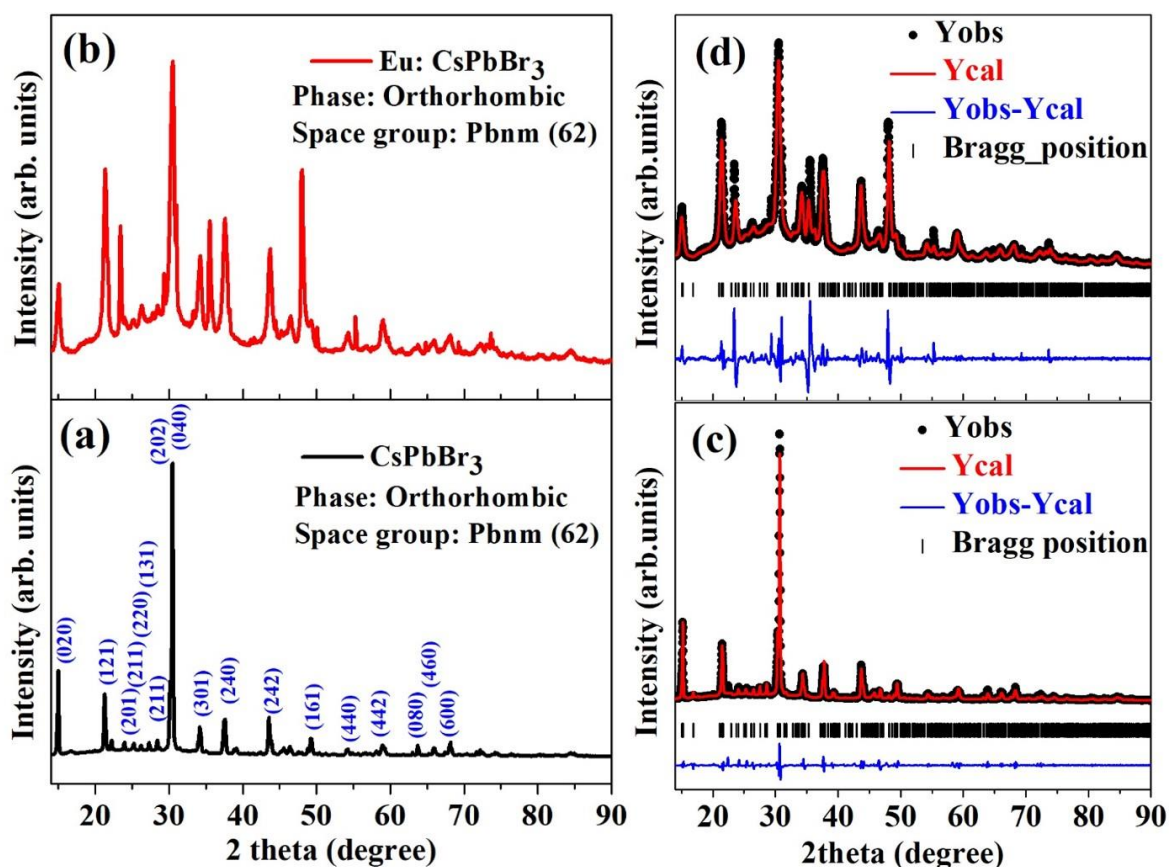 (b)
Eu: CsPbBr3
Phase: Orthorhombic
Space group: Pbnm (62)
Intensity (arb. units)
(a)
CsPbBr3
Phase: Orthorhombic
Space group: Pbnm (62)
Intensity (arb. units)
(020)
(121)
(201)
(211)
(220)
(131)
(211)
(202)
(040)
(301)
(240)
(242)
(161)
(440)
(442)
(080)
(460)
(600)
20 30 40 50 60 70 80 90
2 theta (degree)
(d)
Yobs
Ycal
Yobs-Ycal
Bragg_position
Intensity (arb.units)
(c)
Yobs
Ycal
Yobs-Ycal
Bragg position
Intensity (arb.units)
20 30 40 50 60 70 80 90
2theta (degree)